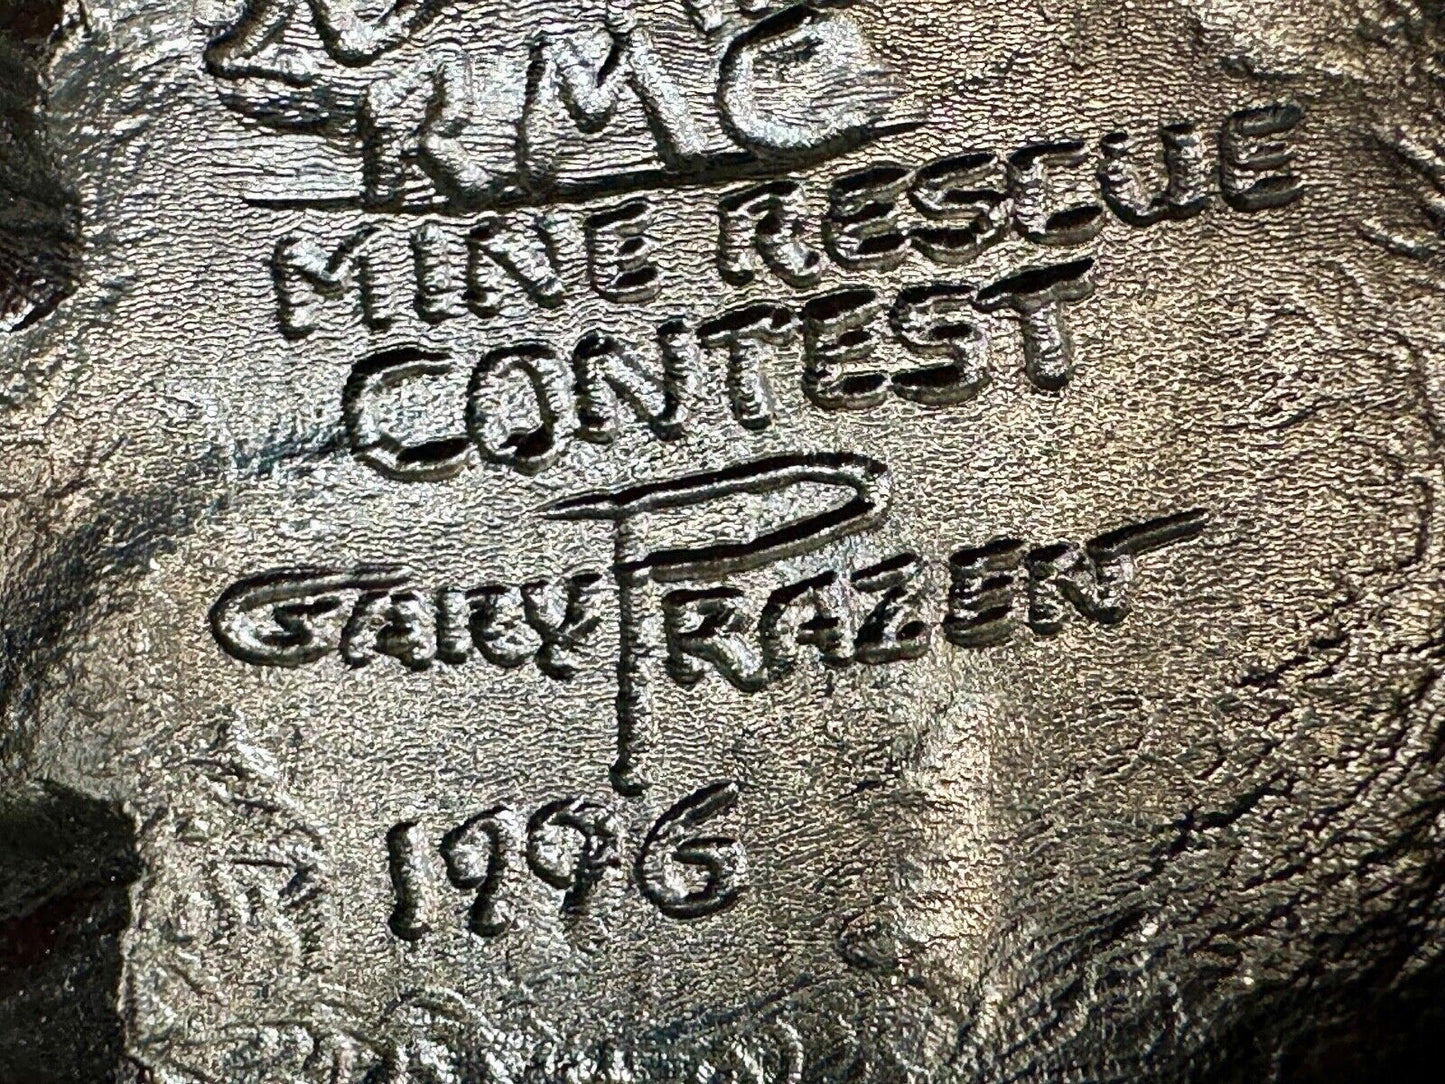 RMC
MINE RESCUE
CONTEST
GARY PRAZEN
1996